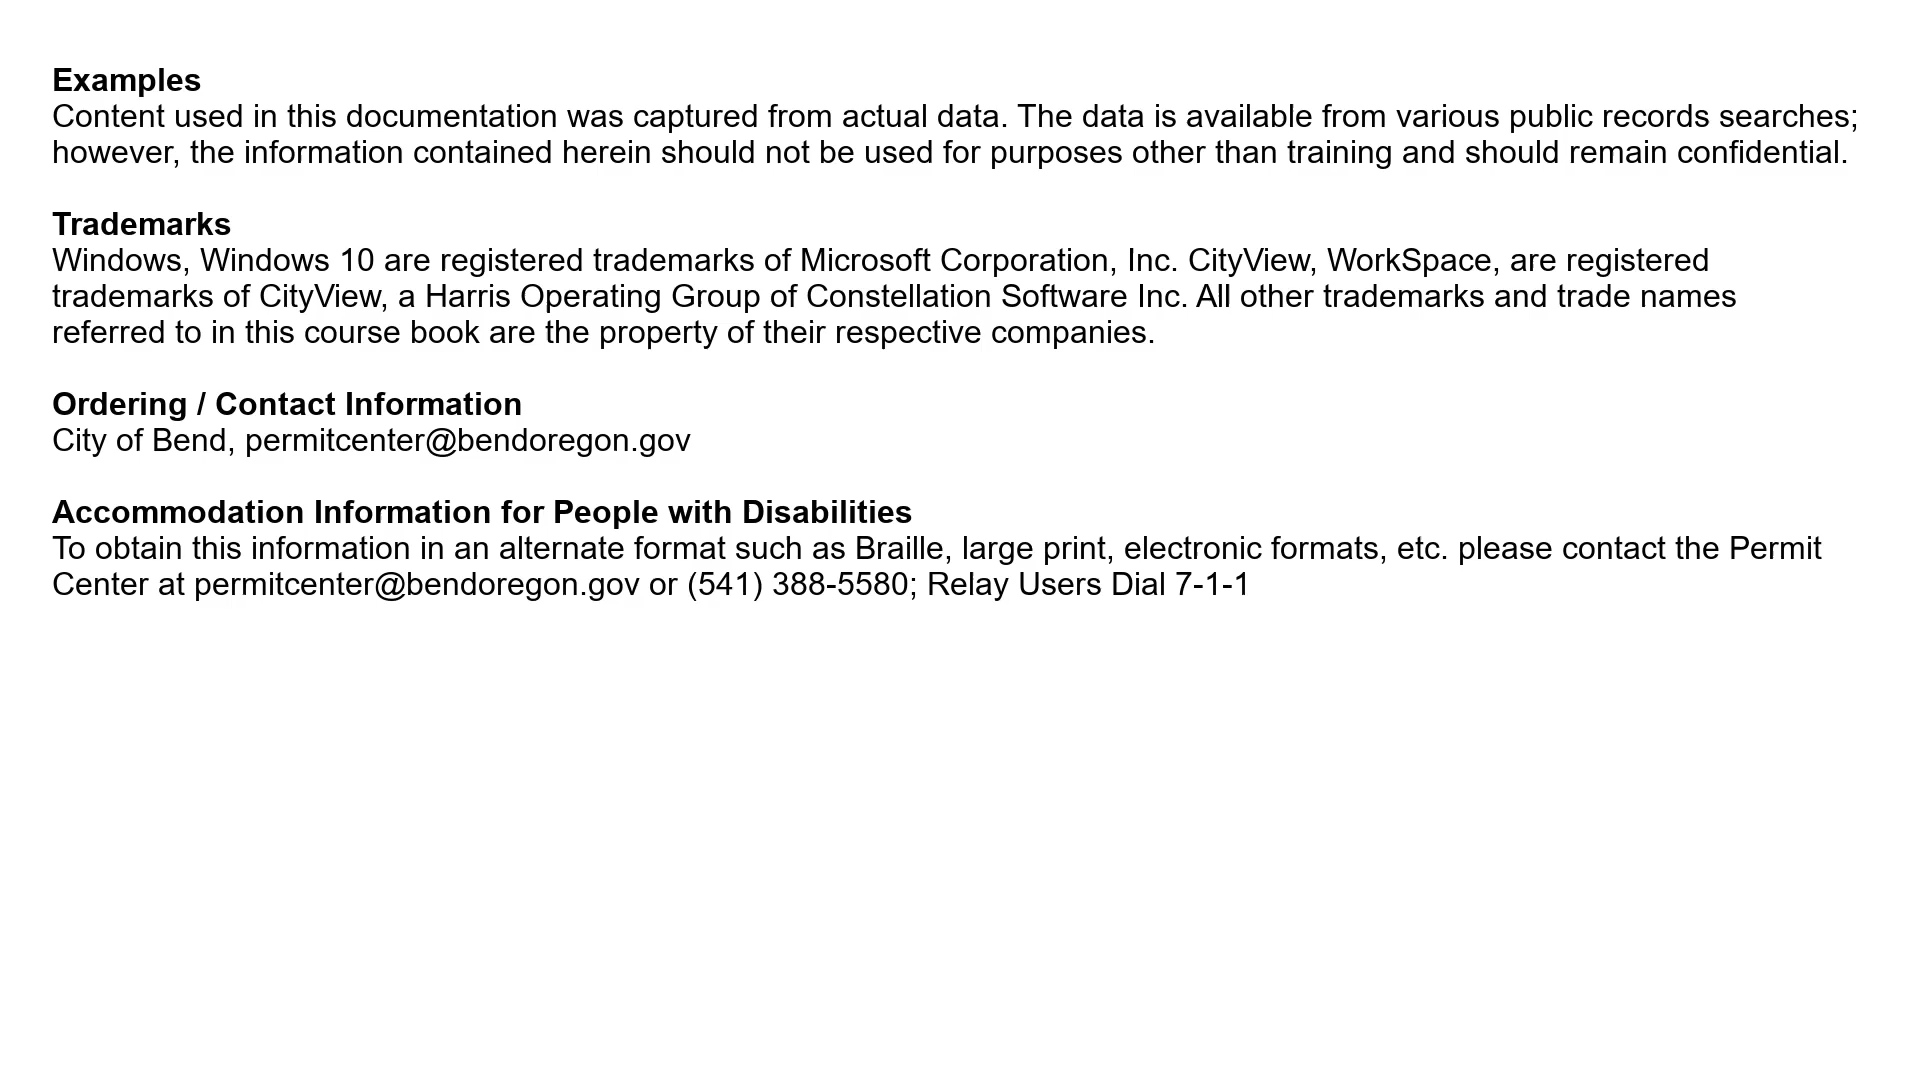 Examples
Content used in this documentation was captured from actual data. The data is available from various public records searches;
however, the information contained herein should not be used for purposes other than training and should remain confidential.
Trademarks
Windows, Windows 10 are registered trademarks of Microsoft Corporation, Inc. CityView, WorkSpace, are registered
trademarks of CityView, a Harris Operating Group of Constellation Software Inc. All other trademarks and trade names
referred to in this course book are the property of their respective companies.
Ordering / Contact Information
City of Bend, permitcenter@bendoregon.gov
Accommodation Information for People with Disabilities
To obtain this information in an alternate format such as Braille, large print, electronic formats, etc. please contact the Permit
Center at permitcenter@bendoregon.gov or (541) 388-5580; Relay Users Dial 7-1-1